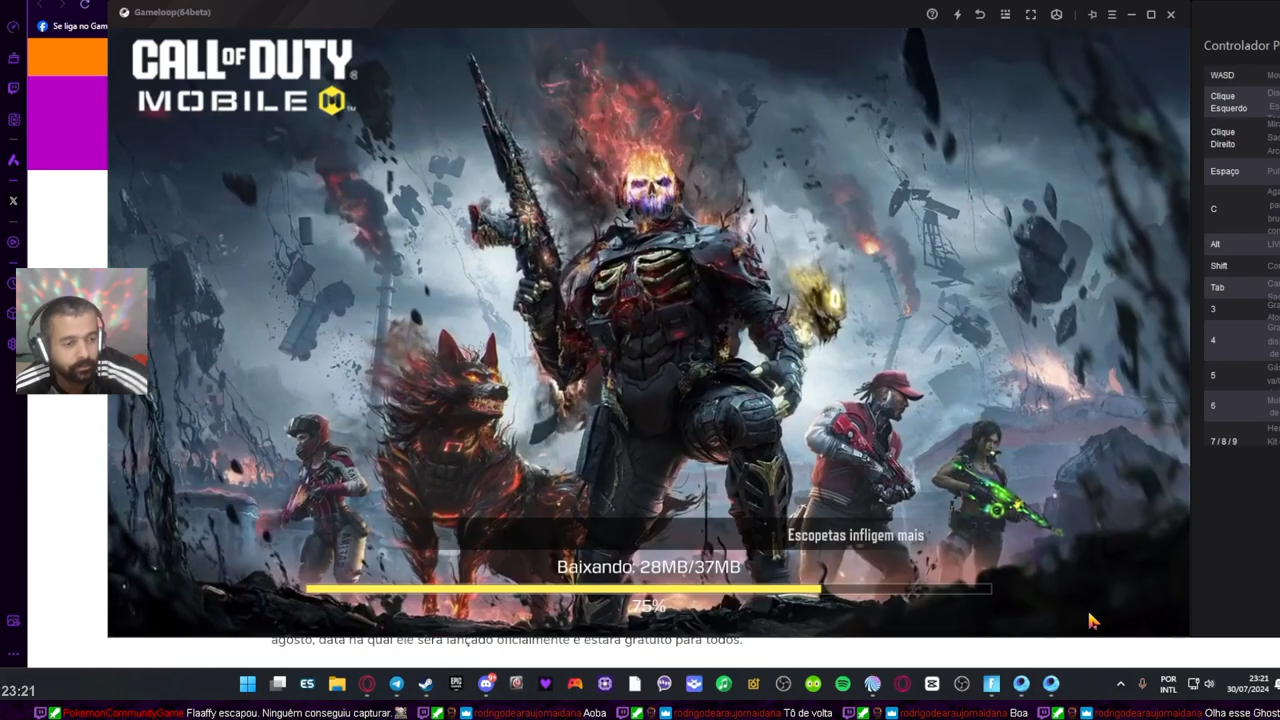 Gameloop(64beta)
Se liga no Gam
CALL OF DUTY
MOBILE
Controlador P
WASD
Clique
Esquerdo
Clique
Direito
Espaço
C
Alt
Shift
Tab
3
4
5
6
7 / 8 / 9
Escopetas infligem mais
Baixando: 28MB/37MB
75%
agosto, data na qual ele será lançado oficialmente e estará gratuito para todos.
POR
INTL
23:21
30/07/2024
23:21
PokemonCommunityGame Flaaffy escapou. Ninguém conseguiu capturar. rodrigodearaujomaidana Aoba rodrigodearaujomaidana Tô de volta rodrigodearaujomaidana Boa rodrigodearaujomaidana Olha esse Ghos